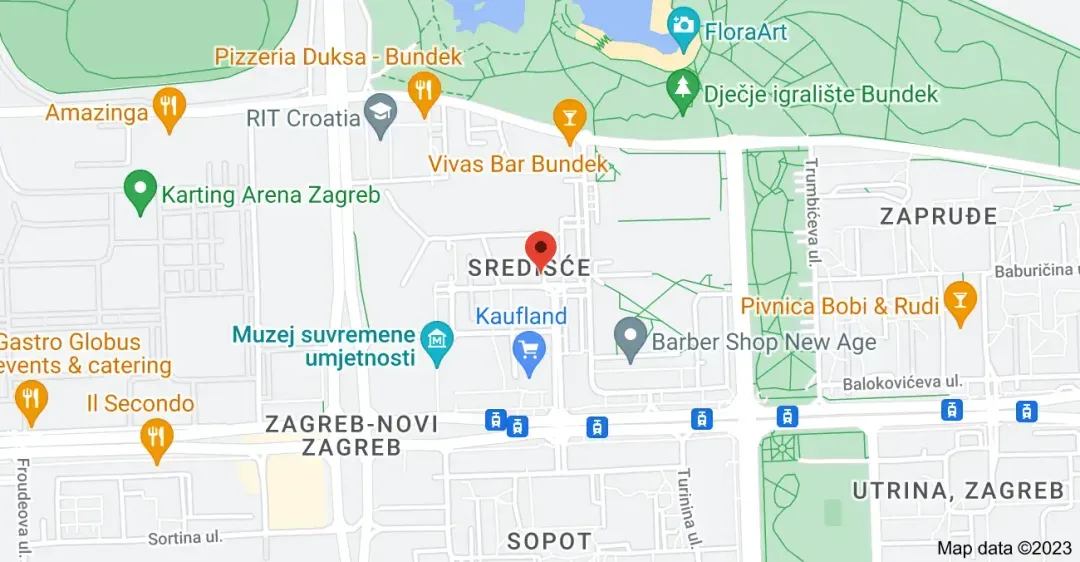 FloraArt
Pizzeria Duksa - Bundek
Dječje igralište Bundek
Amazinga
RIT Croatia
Vivas Bar Bundek
Karting Arena Zagreb
Trumbićeva ul.
ZAPRUĐE
SREDIŠĆE
Baburičina u
Pivnica Bobi & Rudi
Kaufland
Muzej suvremene
umjetnosti
Barber Shop New Age
Gastro Globus
events & catering
Balokovićeva ul.
Il Secondo
ZAGREB-NOVI
ZAGREB
Froudeova ul.
Turinina ul.
UTRINA, ZAGREB
Sortina ul.
SOPOT
Map data ©2023